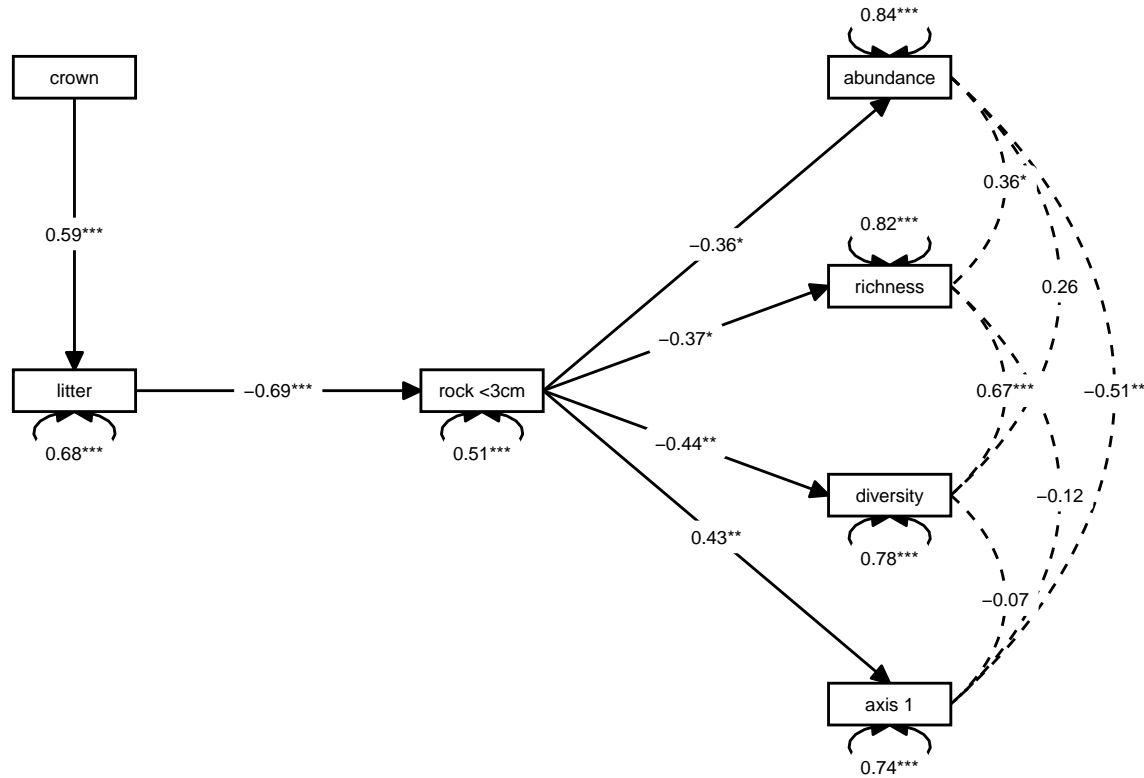 0.84***
crown
abundance
0.36*
0.59***
0.82***
−0.36*
richness
0.26
−0.37*
litter
−0.69***
rock <3cm
0.67***
−0.51**
0.68***
0.51***
−0.44**
diversity
−0.12
0.43**
0.78***
−0.07
axis 1
0.74***